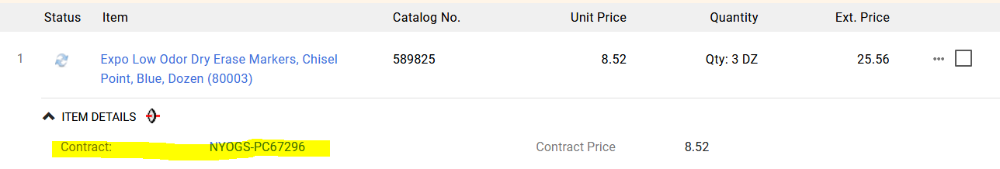 Status Item Catalog No. Unit Price Quantity Ext. Price
1 Expo Low Odor Dry Erase Markers, Chisel 589825 8.52 Qty: 3 DZ 25.56 ...
Point, Blue, Dozen (80003)
ITEM DETAILS
Contract: NYOGS-PC67296 Contract Price 8.52